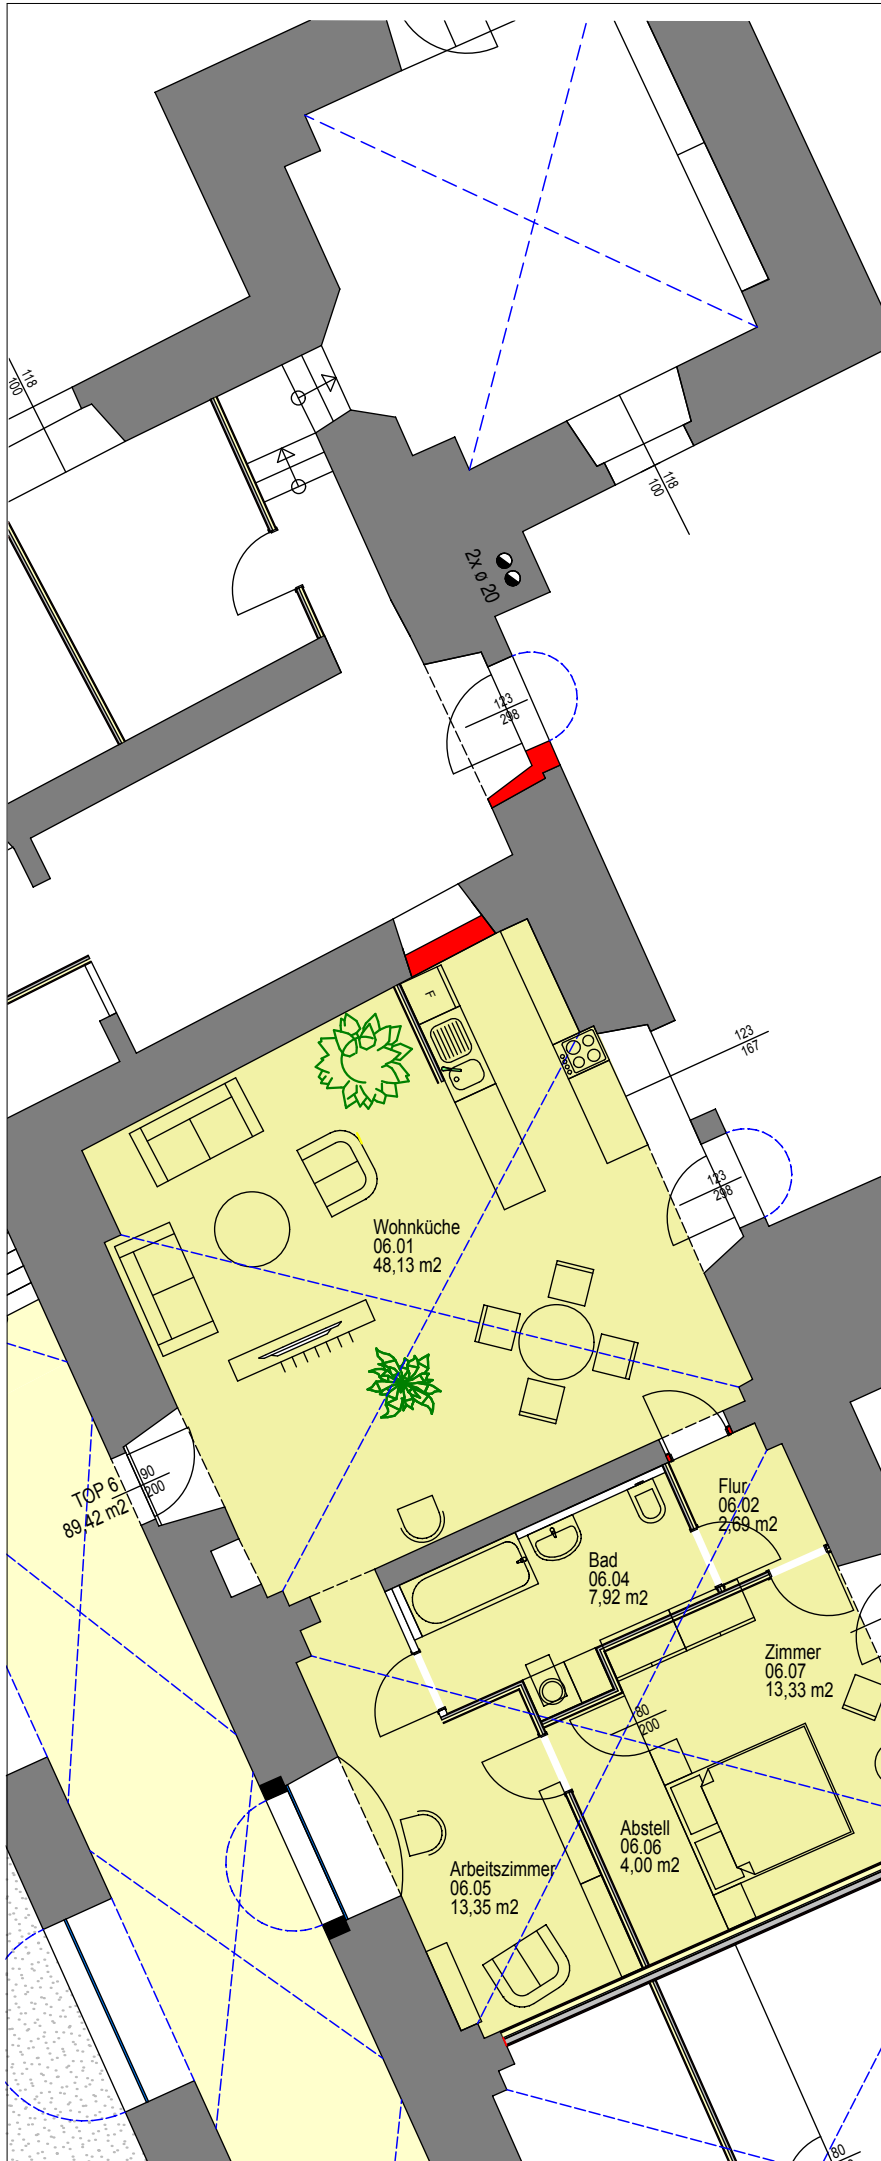 118
100
118
100
2x ø 20
123
298
F
123
167
123
298
Wohnküche
06.01
48,13 m2
TOP 6
89,42 m2
90
200
Flur
06.02
2,69 m2
Bad
06.04
7,92 m2
Zimmer
06.07
13,33 m2
80
200
Abstell
06.06
4,00 m2
Arbeitszimmer
06.05
13,35 m2
80